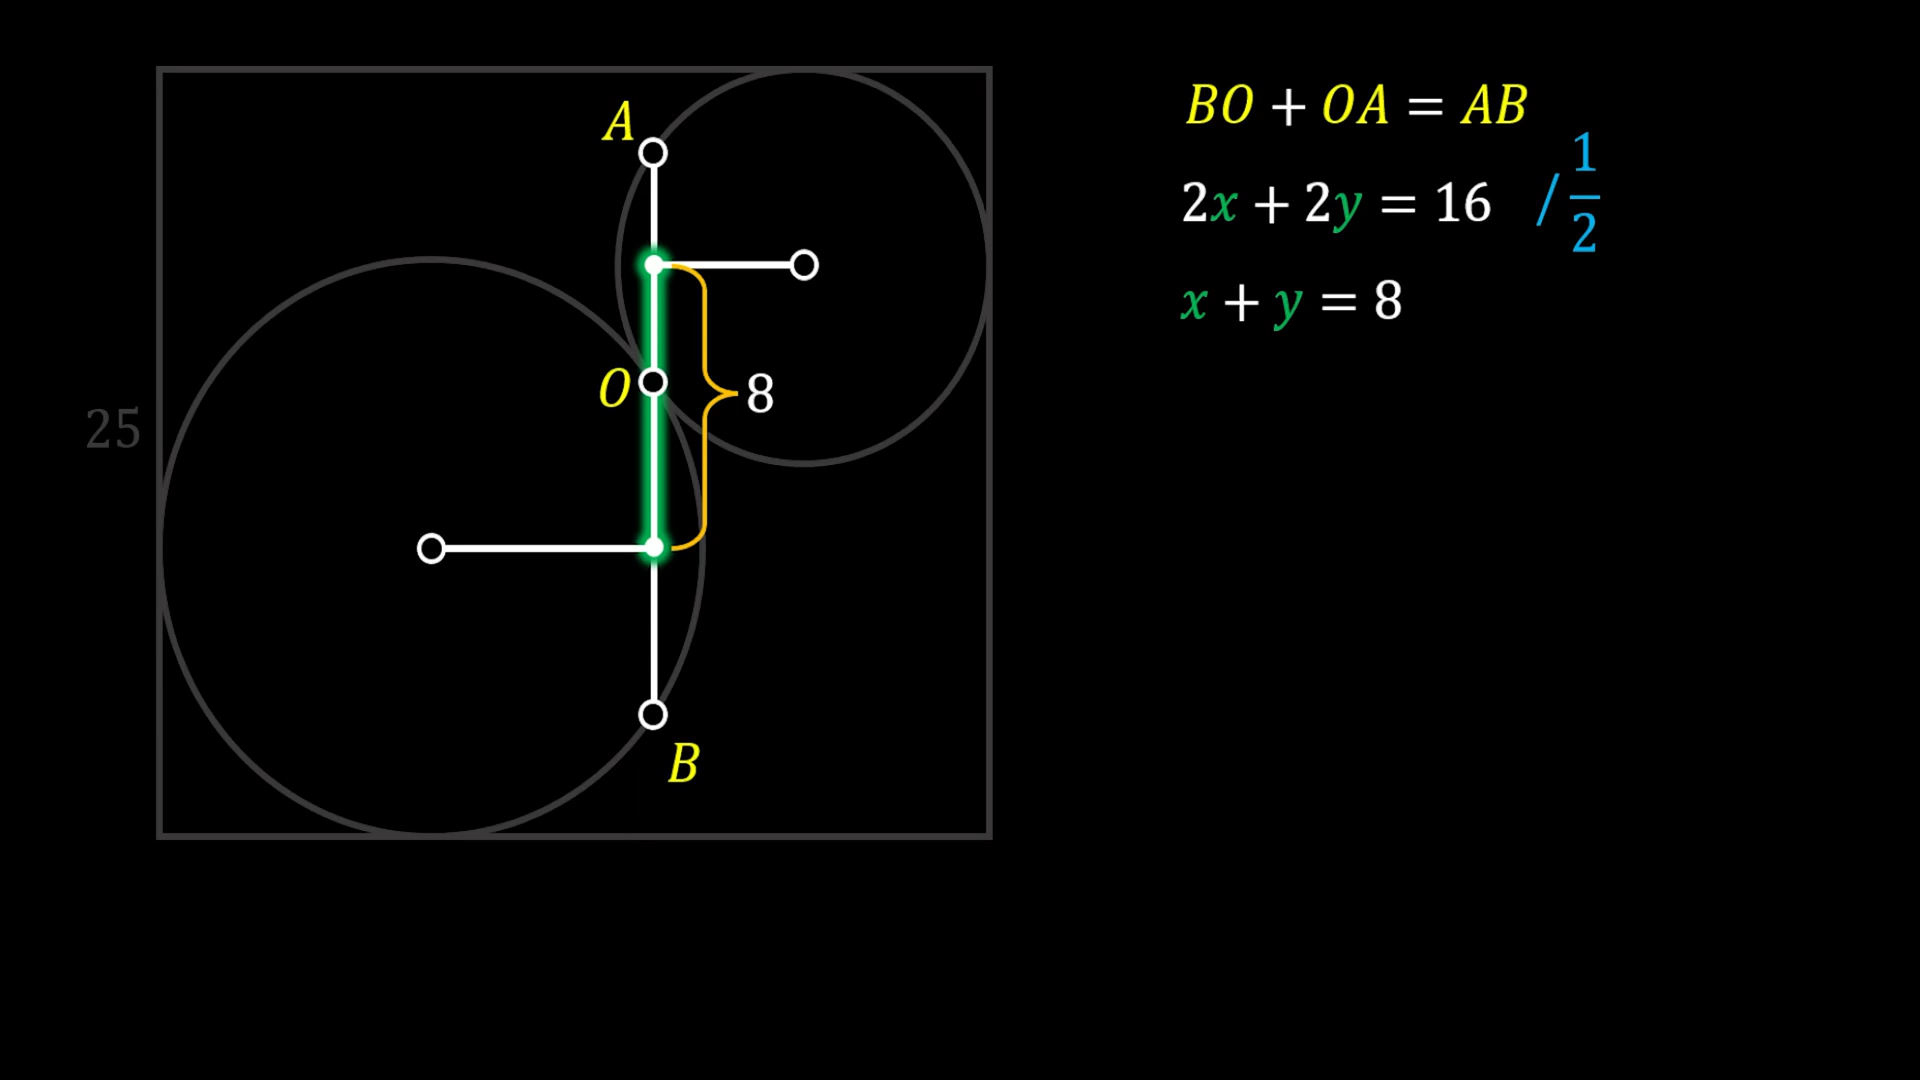 A
O
8
25
B
BO + OA = AB
2x + 2y = 16 / 1/2
x + y = 8